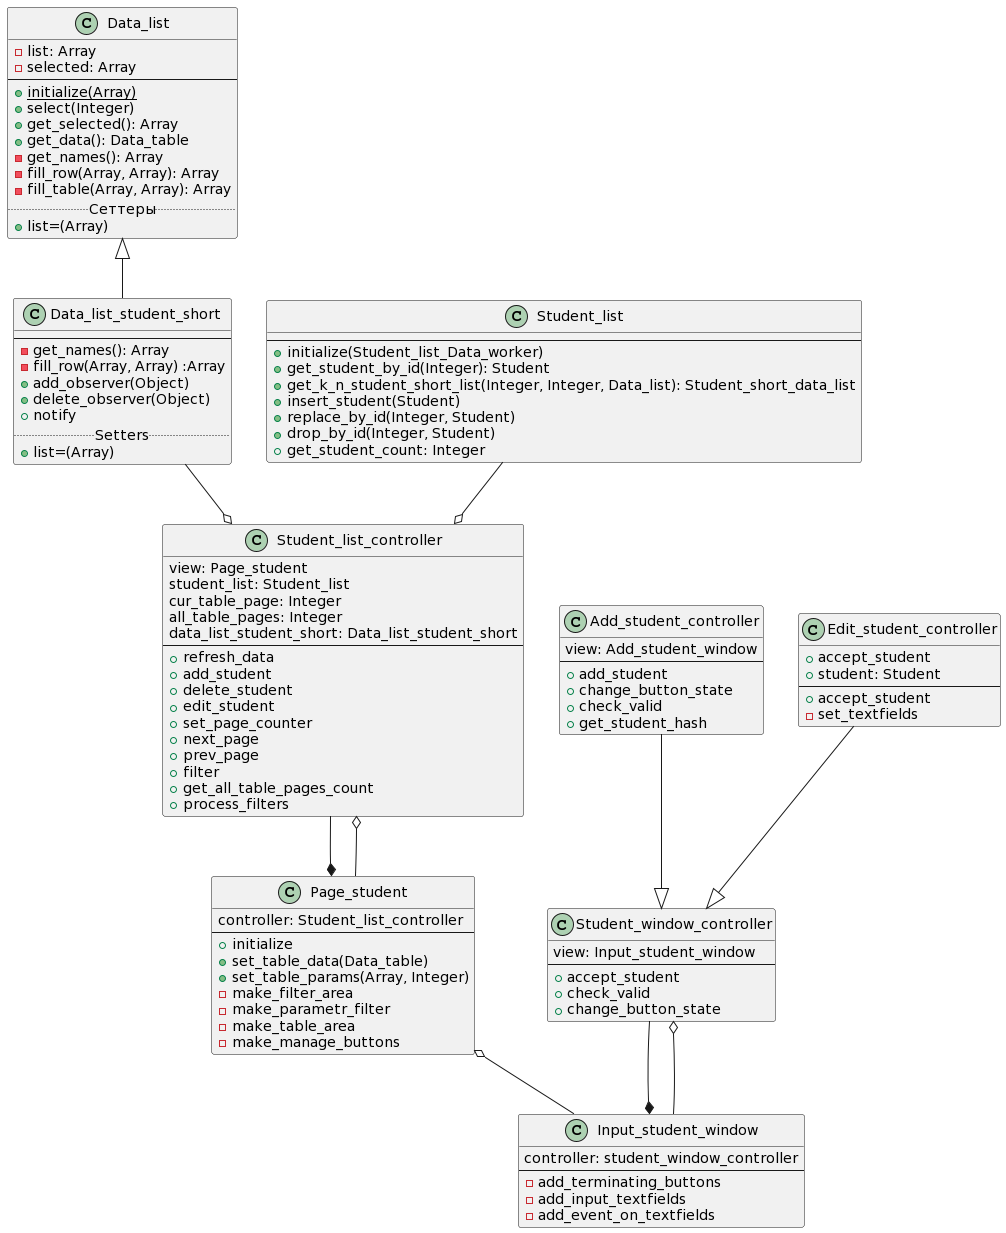 C Data_list
list: Array
selected: Array
initialize(Array)
select(Integer)
get_selected(): Array
get_data(): Data_table
get_names(): Array
fill_row(Array, Array): Array
fill_table(Array, Array): Array
Сеттеры
list=(Array)
C Data_list_student_short
get_names(): Array
fill_row(Array, Array) :Array
add_observer(Object)
delete_observer(Object)
notify
Setters
list=(Array)
C Student_list
initialize(Student_list_Data_worker)
get_student_by_id(Integer): Student
get_k_n_student_short_list(Integer, Integer, Data_list): Student_short_data_list
insert_student(Student)
replace_by_id(Integer, Student)
drop_by_id(Integer, Student)
get_student_count: Integer
C Student_list_controller
view: Page_student
student_list: Student_list
cur_table_page: Integer
all_table_pages: Integer
data_list_student_short: Data_list_student_short
refresh_data
add_student
delete_student
edit_student
set_page_counter
next_page
prev_page
filter
get_all_table_pages_count
process_filters
C Add_student_controller
view: Add_student_window
add_student
change_button_state
check_valid
get_student_hash
C Edit_student_controller
accept_student
student: Student
accept_student
set_textfields
C Page_student
controller: Student_list_controller
initialize
set_table_data(Data_table)
set_table_params(Array, Integer)
make_filter_area
make_parametr_filter
make_table_area
make_manage_buttons
C Student_window_controller
view: Input_student_window
accept_student
check_valid
change_button_state
C Input_student_window
controller: student_window_controller
add_terminating_buttons
add_input_textfields
add_event_on_textfields